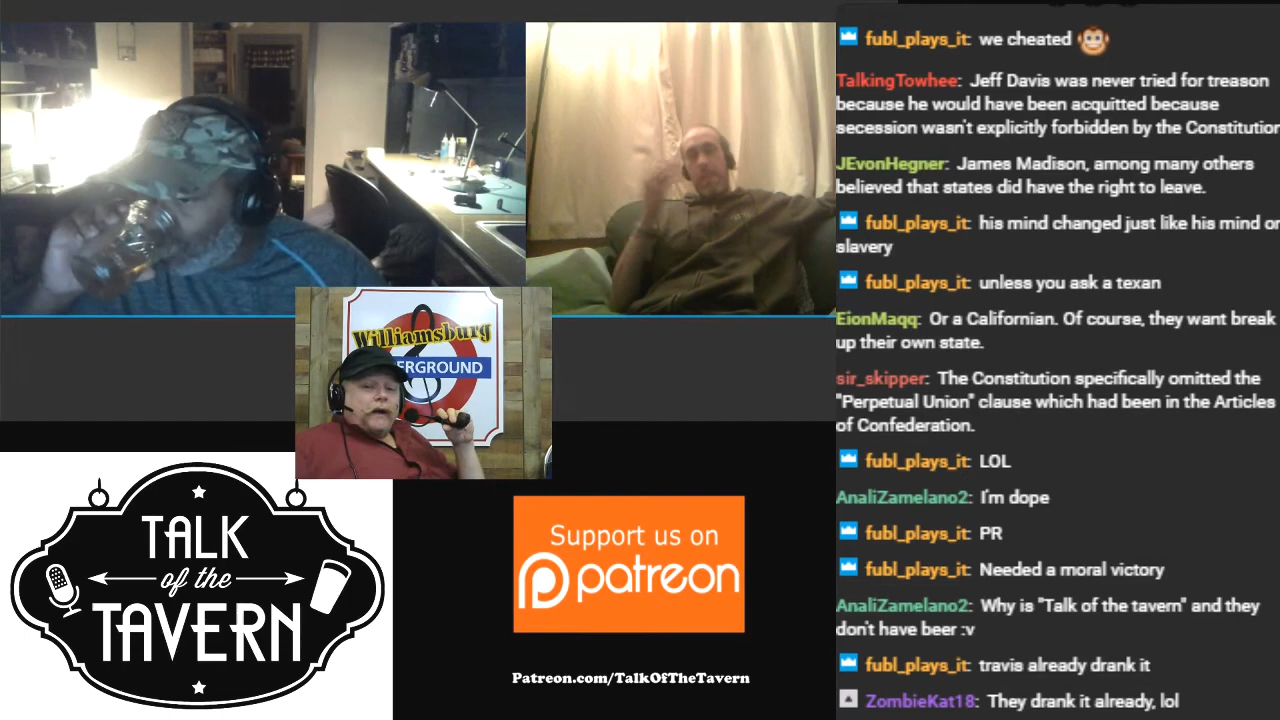 Williamsburg
ERGROUND
TALK
of the
TAVERN
Support us on
patreon
Patreon.com/TalkOfTheTavern
fubl_plays_it: we cheated
TalkingTowhee: Jeff Davis was never tried for treason
because he would have been acquitted because
secession wasn't explicitly forbidden by the Constitution
JEvonHegner: James Madison, among many others
believed that states did have the right to leave.
fubl_plays_it: his mind changed just like his mind on
slavery
fubl_plays_it: unless you ask a texan
EionMaqq: Or a Californian. Of course, they want break
up their own state.
sir_skipper: The Constitution specifically omitted the
"Perpetual Union" clause which had been in the Articles
of Confederation.
fubl_plays_it: LOL
AnaliZamelano2: I'm dope
fubl_plays_it: PR
fubl_plays_it: Needed a moral victory
AnaliZamelano2: Why is "Talk of the tavern" and they
don't have beer :v
fubl_plays_it: travis already drank it
ZombieKat18: They drank it already, lol